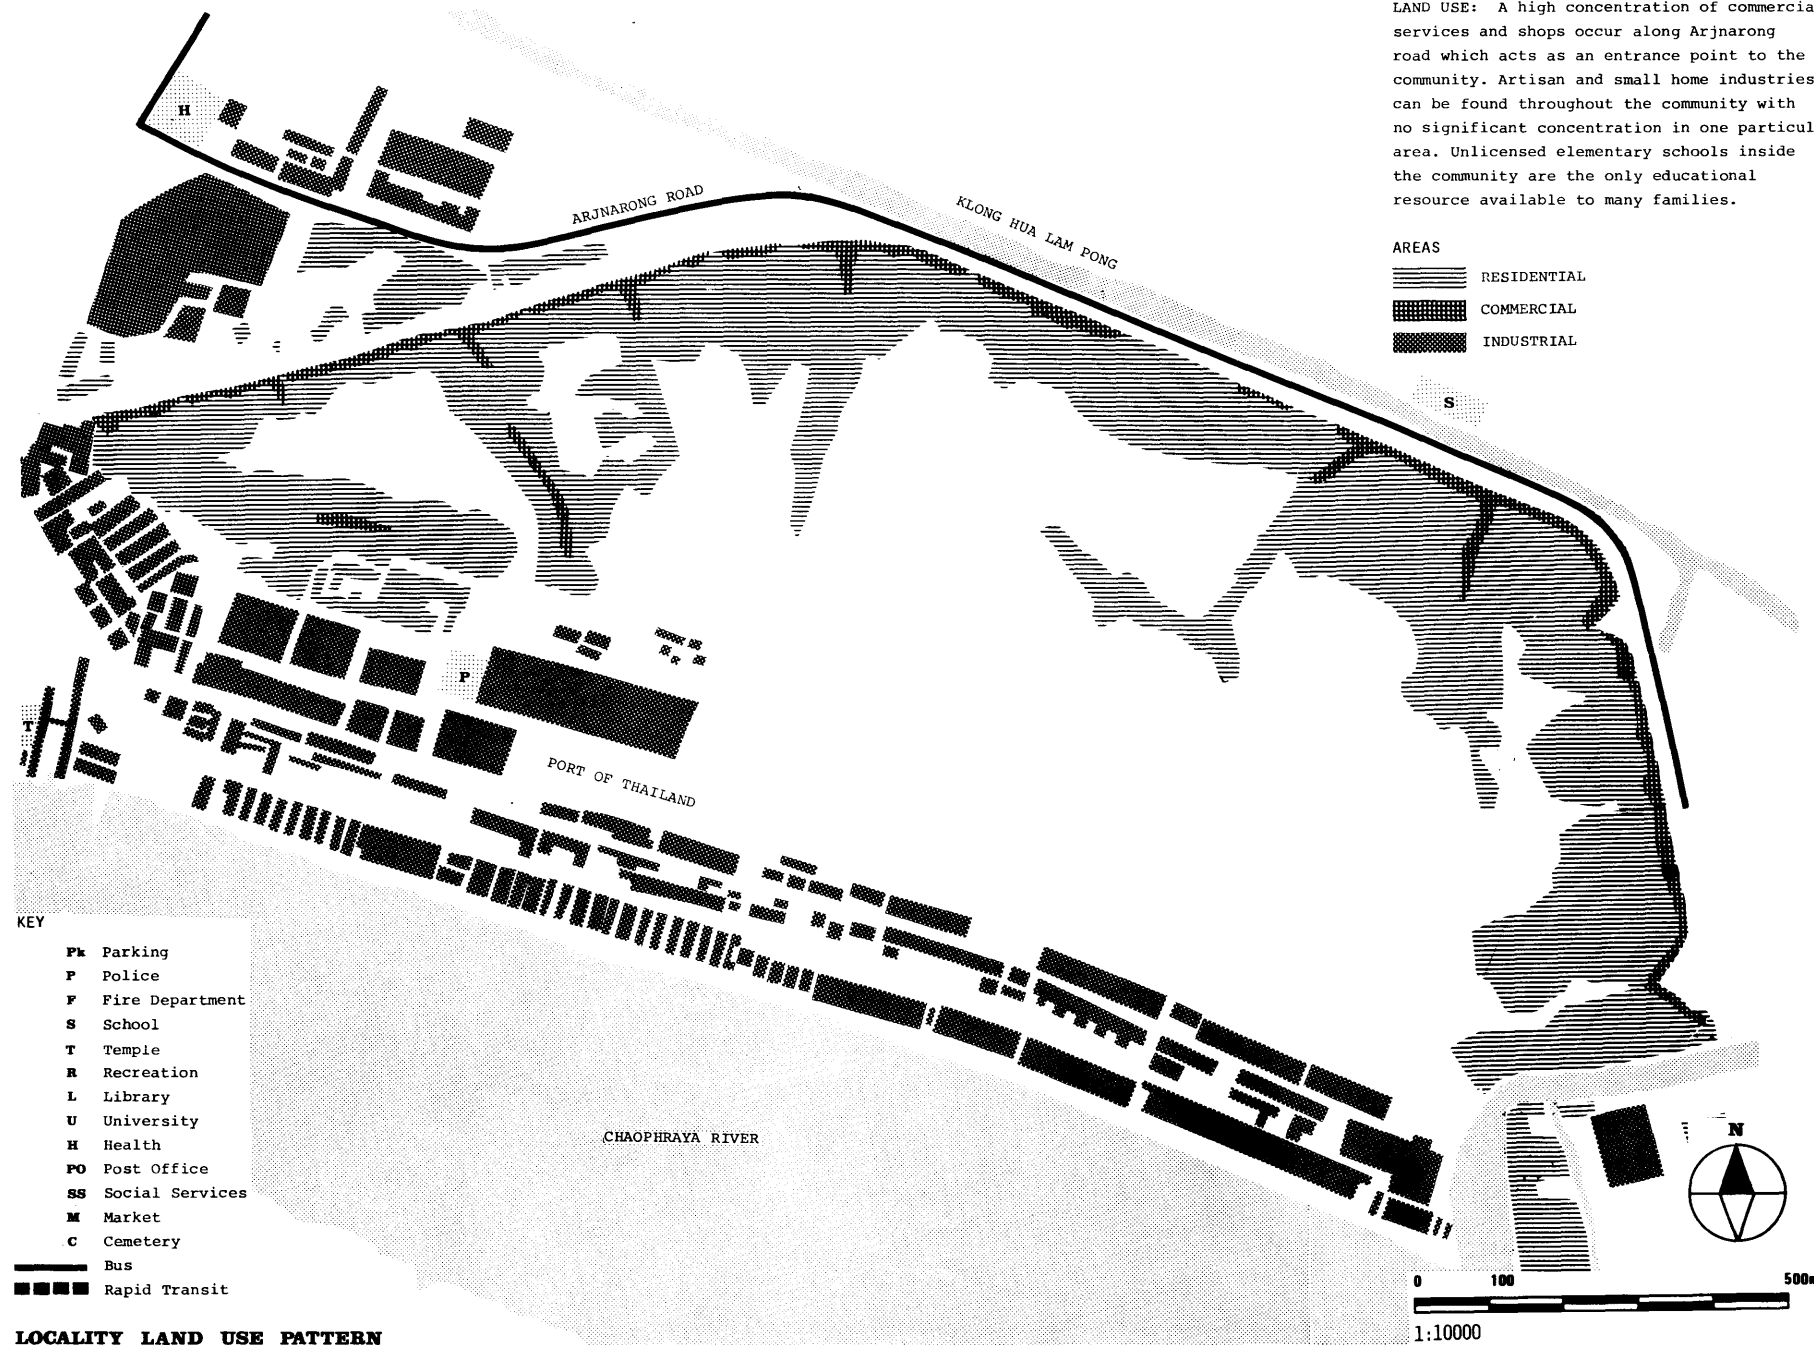 LAND USE: A high concentration of commercia
services and shops occur along Arjnarong
road which acts as an entrance point to the
community. Artisan and small home industries
can be found throughout the community with
no significant concentration in one particul
area. Unlicensed elementary schools inside
the community are the only educational
resource available to many families.
AREAS
RESIDENTIAL
COMMERCIAL
INDUSTRIAL
H
ARJNARONG ROAD
KLONG HUA LAM PONG
S
P
T
PORT OF THAILAND
CHAOPHRAYA RIVER
KEY
Pk Parking
P Police
F Fire Department
S School
T Temple
R Recreation
L Library
U University
H Health
PO Post Office
SS Social Services
M Market
C Cemetery
Bus
Rapid Transit
LOCALITY LAND USE PATTERN
N
0 100 500m
1:10000